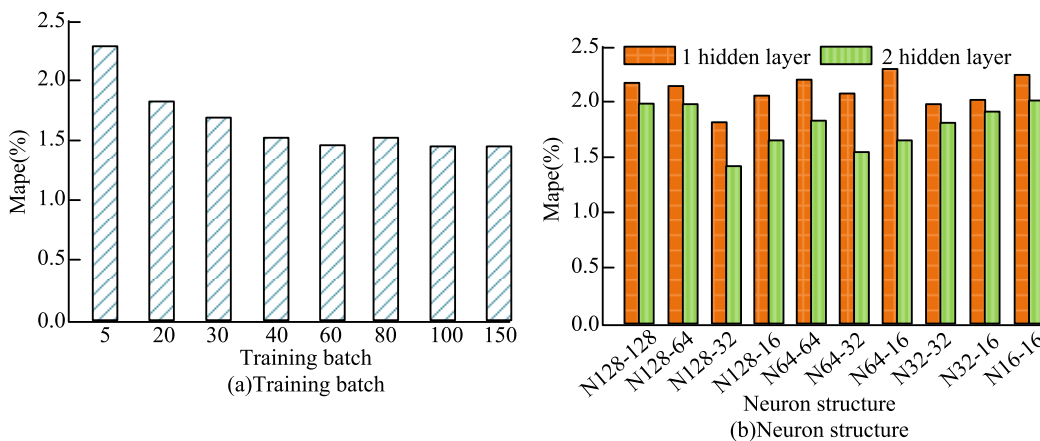 2.5
2.0
1.5
1.0
0.5
0.0
Mape(%)
5 20 30 40 60 80 100 150
Training batch
(a)Training batch
2.5
2.0
1.5
1.0
0.5
0.0
Mape(%)
1 hidden layer 2 hidden layer
N128-128 N128-64 N128-32 N128-16 N64-64 N64-32 N64-16 N32-32 N32-16 N16-16
Neuron structure
(b)Neuron structure